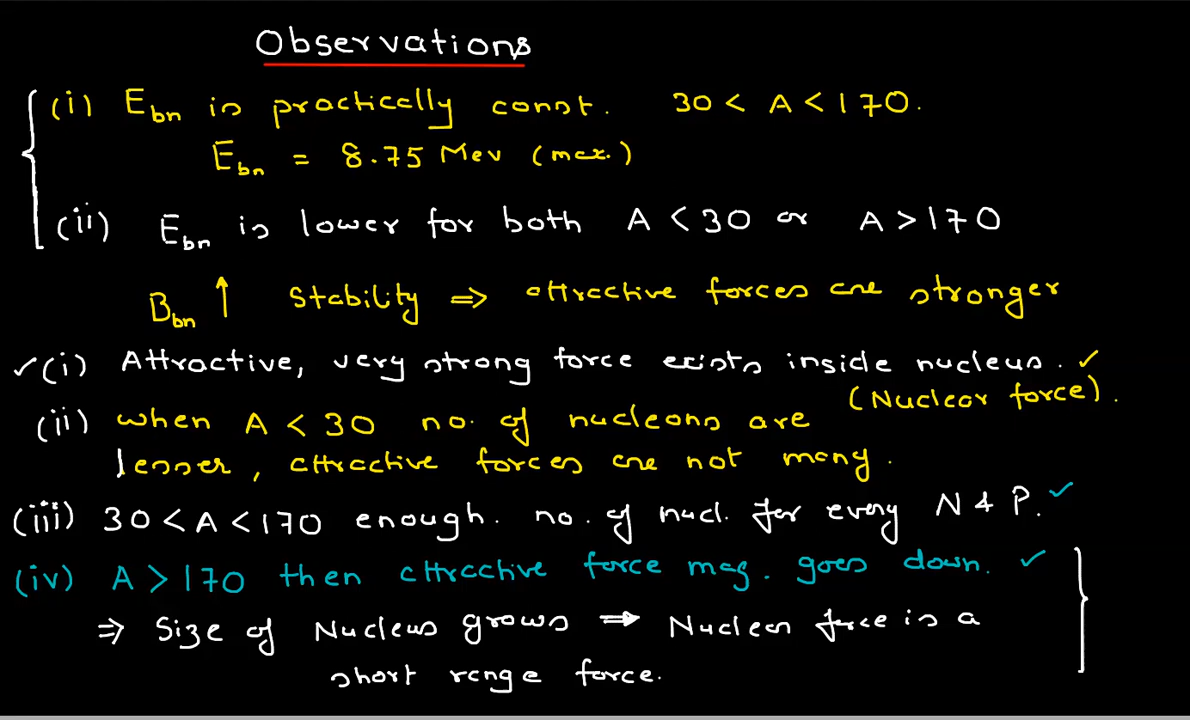 Observations
(i) Ebn is practically const. 30 < A < 170.
Ebn = 8.75 Mev (max.)
(ii) Ebn is lower for both A < 30 or A > 170
Bbn ↑ Stability ⇒ attractive forces are stronger
✓(i) Attractive, very strong force exists inside nucleus. ✓
(Nuclear force).
(ii) when A < 30 no. of nucleons are
lesser, attractive forces are not many.
(iii) 30 < A < 170 enough. no. of nucl. for every N & P. ✓
(iv) A > 170 then attractive force mag. goes down. ✓
⇒ Size of Nucleus grows ⇒ Nuclear force is a
short range force.